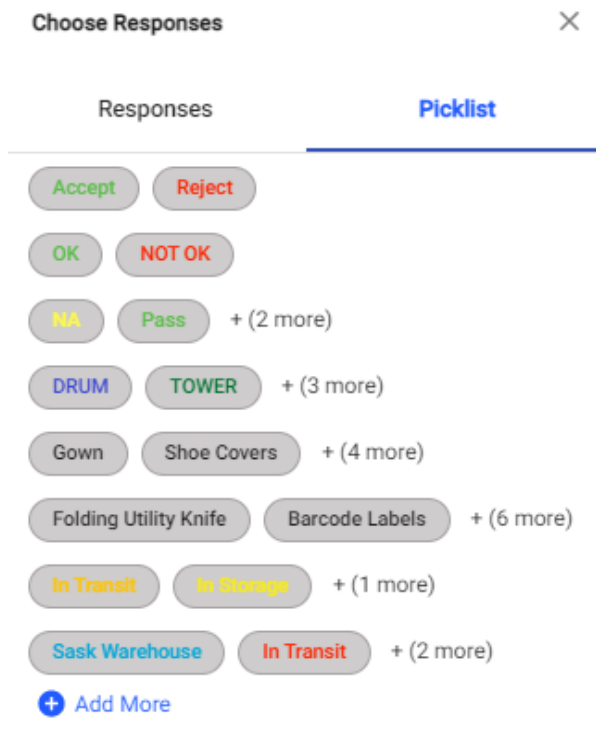 Choose Responses
Responses Picklist
Accept Reject
OK NOT OK
NA Pass + (2 more)
DRUM TOWER + (3 more)
Gown Shoe Covers + (4 more)
Folding Utility Knife Barcode Labels + (6 more)
In Transit In Storage + (1 more)
Sask Warehouse In Transit + (2 more)
Add More